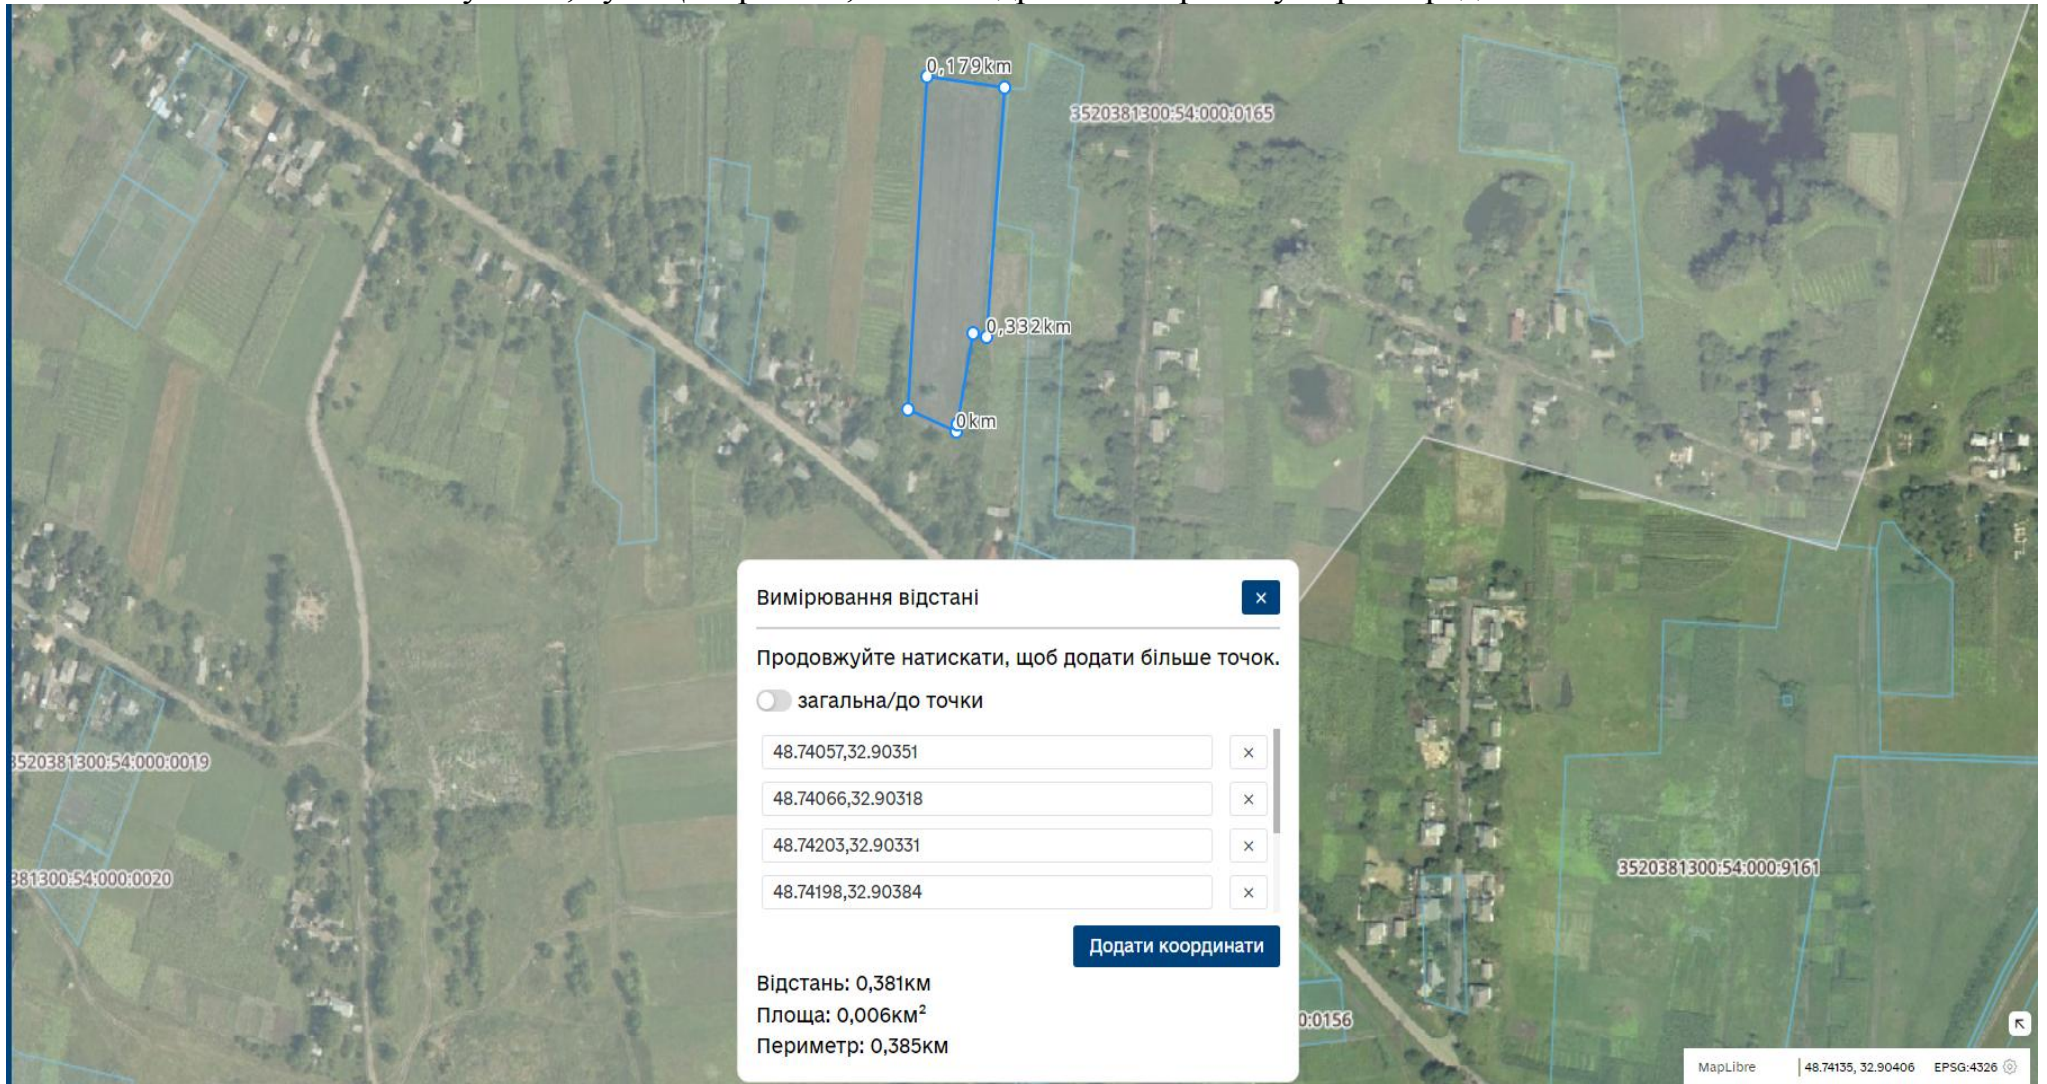 0,179km
3520381300:54:000:0165
0,332km
0km
Вимірювання відстані
×
Продовжуйте натискати, щоб додати більше точок.
загальна/до точки
48.74057,32.90351 ×
48.74066,32.90318 ×
48.74203,32.90331 ×
48.74198,32.90384 ×
Додати координати
Відстань: 0,381км
Площа: 0,006км²
Периметр: 0,385км
3520381300:54:000:0019
381300:54:000:0020
3520381300:54:000:9161
0:0156
MapLibre
48.74135, 32.90406 EPSG:4326